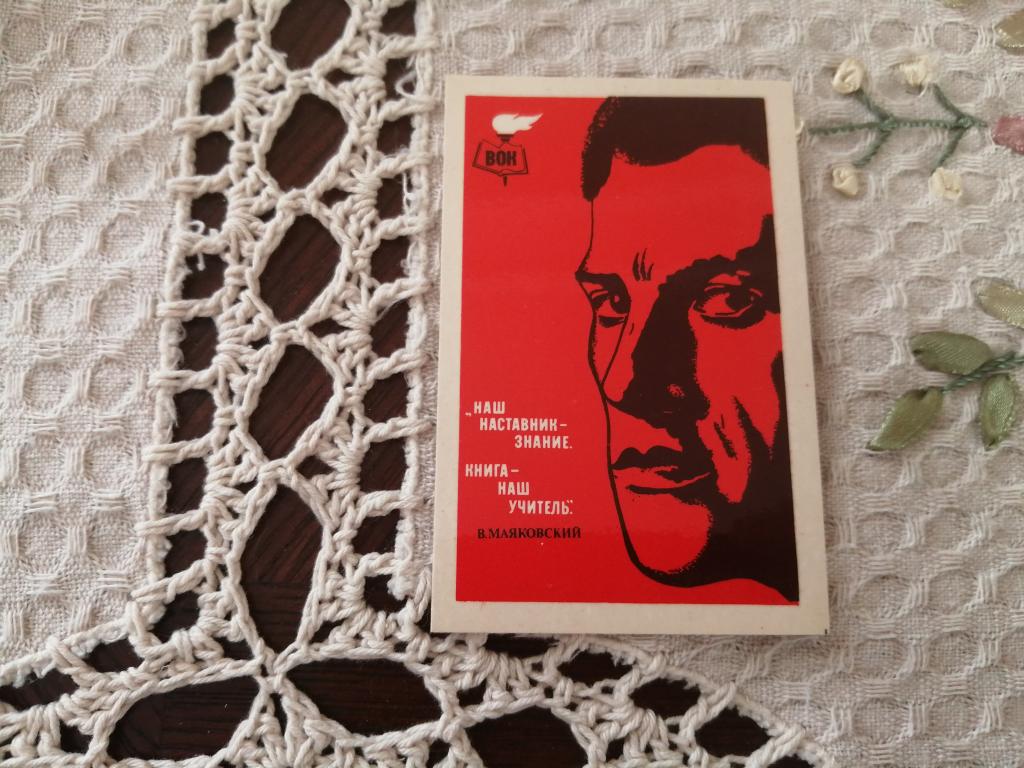 ВОК
„НАШ
НАСТАВНИК–
ЗНАНИЕ.
КНИГА–
НАШ
УЧИТЕЛЬ".
В.МАЯКОВСКИЙ